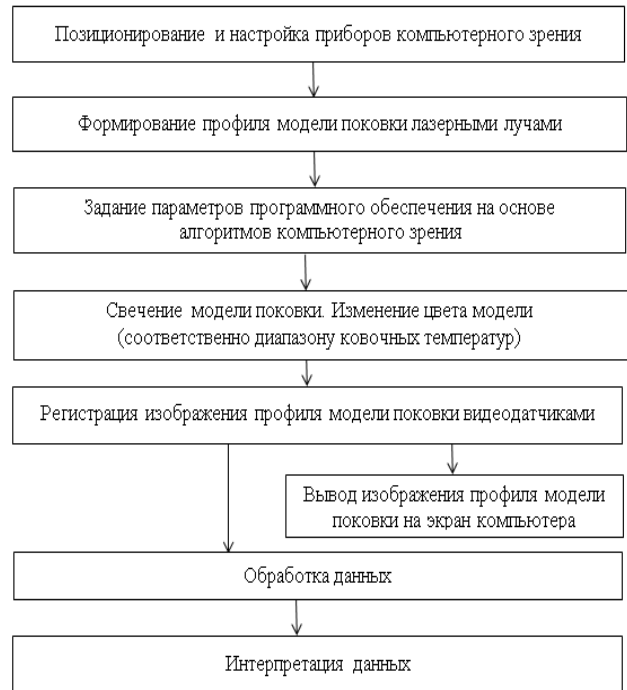 Позиционирование и настройка приборов компьютерного зрения
Формирование профиля модели поковки лазерными лучами
Задание параметров программного обеспечения на основе
алгоритмов компьютерного зрения
Свечение модели поковки. Изменение цвета модели
(соответственно диапазону ковочных температур)
Регистрация изображения профиля модели поковки видеодатчиками
Вывод изображения профиля модели
поковки на экран компьютера
Обработка данных
Интерпретация данных